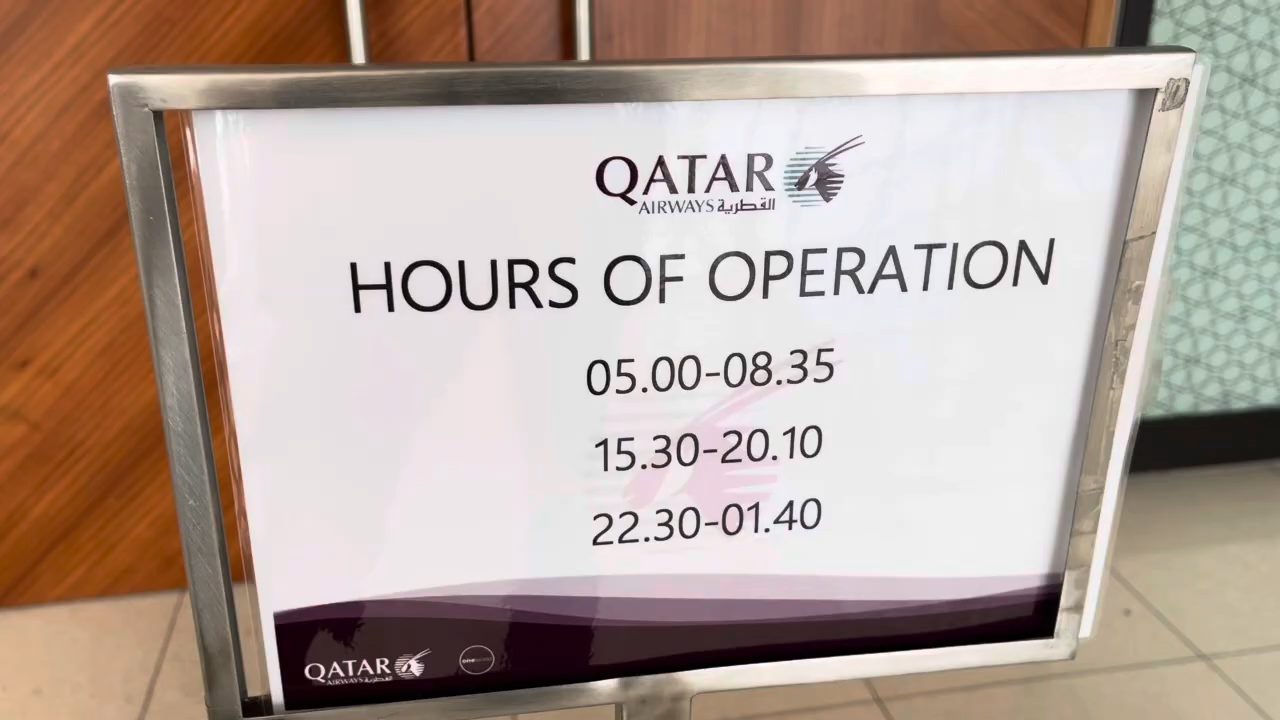 QATAR
AIRWAYS القطرية
HOURS OF OPERATION
05.00-08.35
15.30-20.10
22.30-01.40
QATAR
AIRWAYS القطرية
oneworld